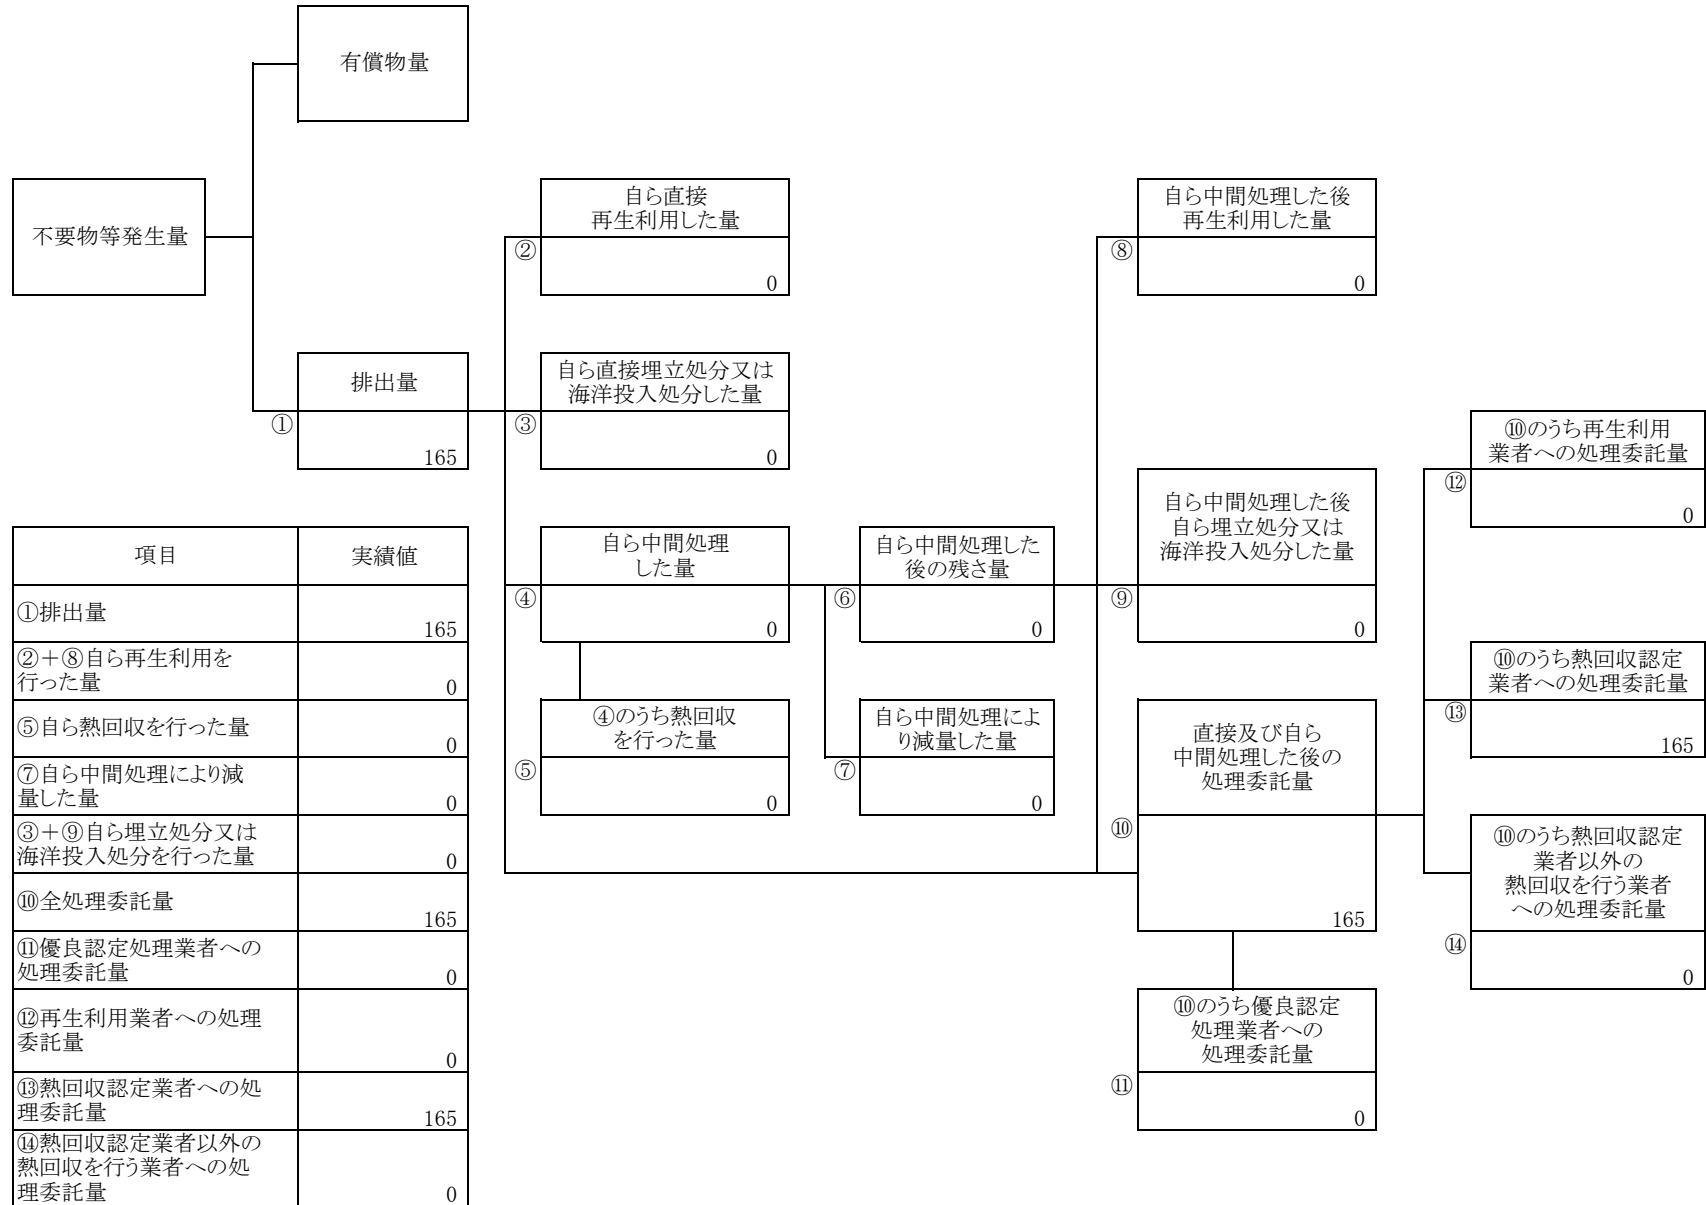 有償物量
不要物等発生量
自ら直接
再生利用した量
②
0
自ら中間処理した後
再生利用した量
⑧
0
排出量
①
165
自ら直接埋立処分又は
海洋投入処分した量
③
0
⑩のうち再生利用
業者への処理委託量
⑫
0
自ら中間処理
した量
④
0
自ら中間処理した
後の残さ量
⑥
0
自ら中間処理した後
自ら埋立処分又は
海洋投入処分した量
⑨
0
⑩のうち熱回収認定
業者への処理委託量
⑬
165
④のうち熱回収
を行った量
⑤
0
自ら中間処理によ
り減量した量
⑦
0
直接及び自ら
中間処理した後の
処理委託量
⑩
165
⑩のうち熱回収認定
業者以外の
熱回収を行う業者
への処理委託量
⑭
0
⑩のうち優良認定
処理業者への
処理委託量
⑪
0
項目 実績値
①排出量
165
②＋⑧自ら再生利用を
行った量
0
⑤自ら熱回収を行った量
0
⑦自ら中間処理により減
量した量
0
③＋⑨自ら埋立処分又は
海洋投入処分を行った量
0
⑩全処理委託量
165
⑪優良認定処理業者への
処理委託量
0
⑫再生利用業者への処理
委託量
0
⑬熱回収認定業者への処
理委託量
165
⑭熱回収認定業者以外の
熱回収を行う業者への処
理委託量
0